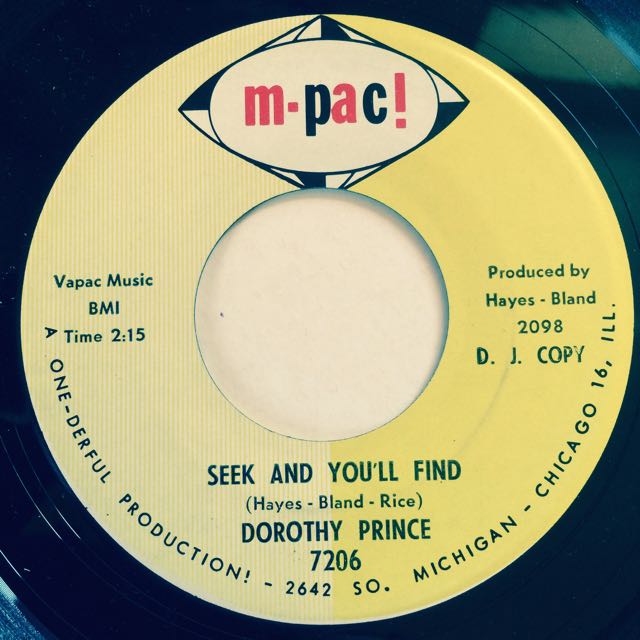 m-pac!
Vapac Music
BMI
Time 2:15
Produced by
Hayes - Bland
2098
D. J. COPY
SEEK AND YOU'LL FIND
(Hayes - Bland - Rice)
DOROTHY PRINCE
7206
A ONE-DERFUL PRODUCTION! - 2642 SO. MICHIGAN - CHICAGO 16, ILL.